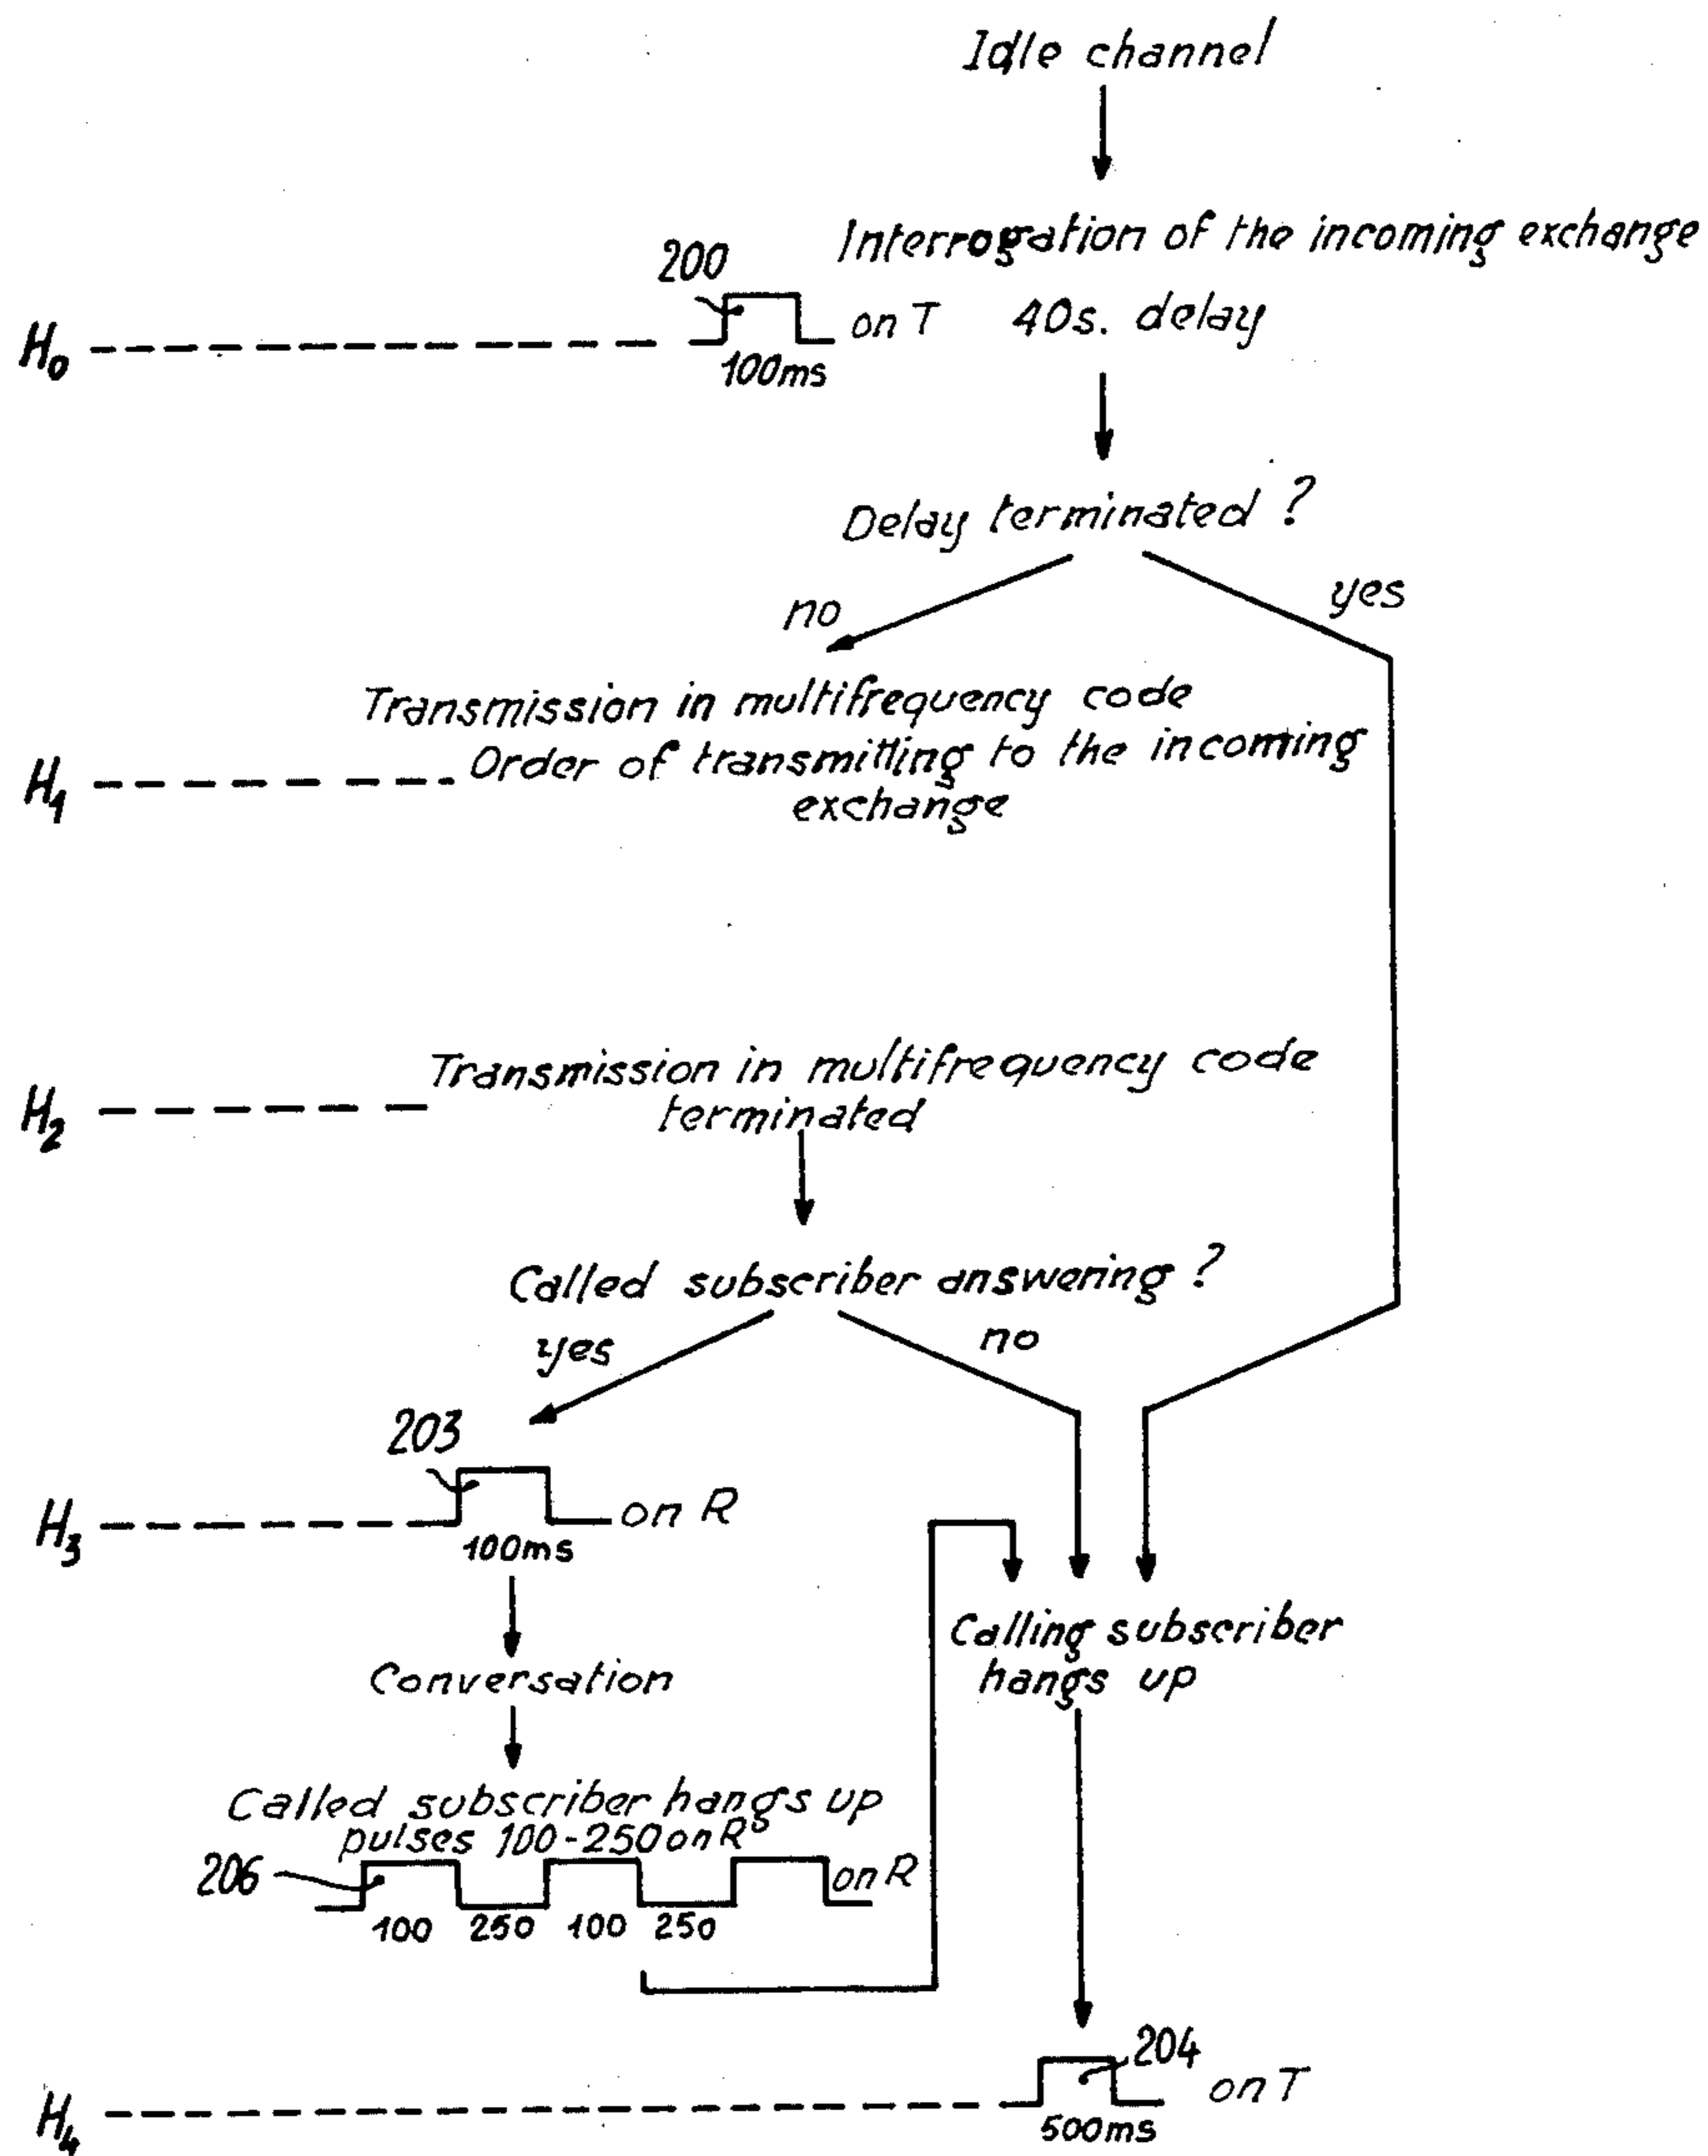 Idle channel
Interrogation of the incoming exchange
200
H0 on T 40s. delay
100ms
Delay terminated ?
no
yes
Transmission in multifrequency code
H1 Order of transmitting to the incoming
exchange
Transmission in multifrequency code
H2 terminated
Called subscriber answering ?
yes
no
203
H3 on R
100ms
Calling subscriber
hangs up
Conversation
Called subscriber hangs up
pulses 100-250 on R
206 on R
100 250 100 250
204
H4 on T
500ms